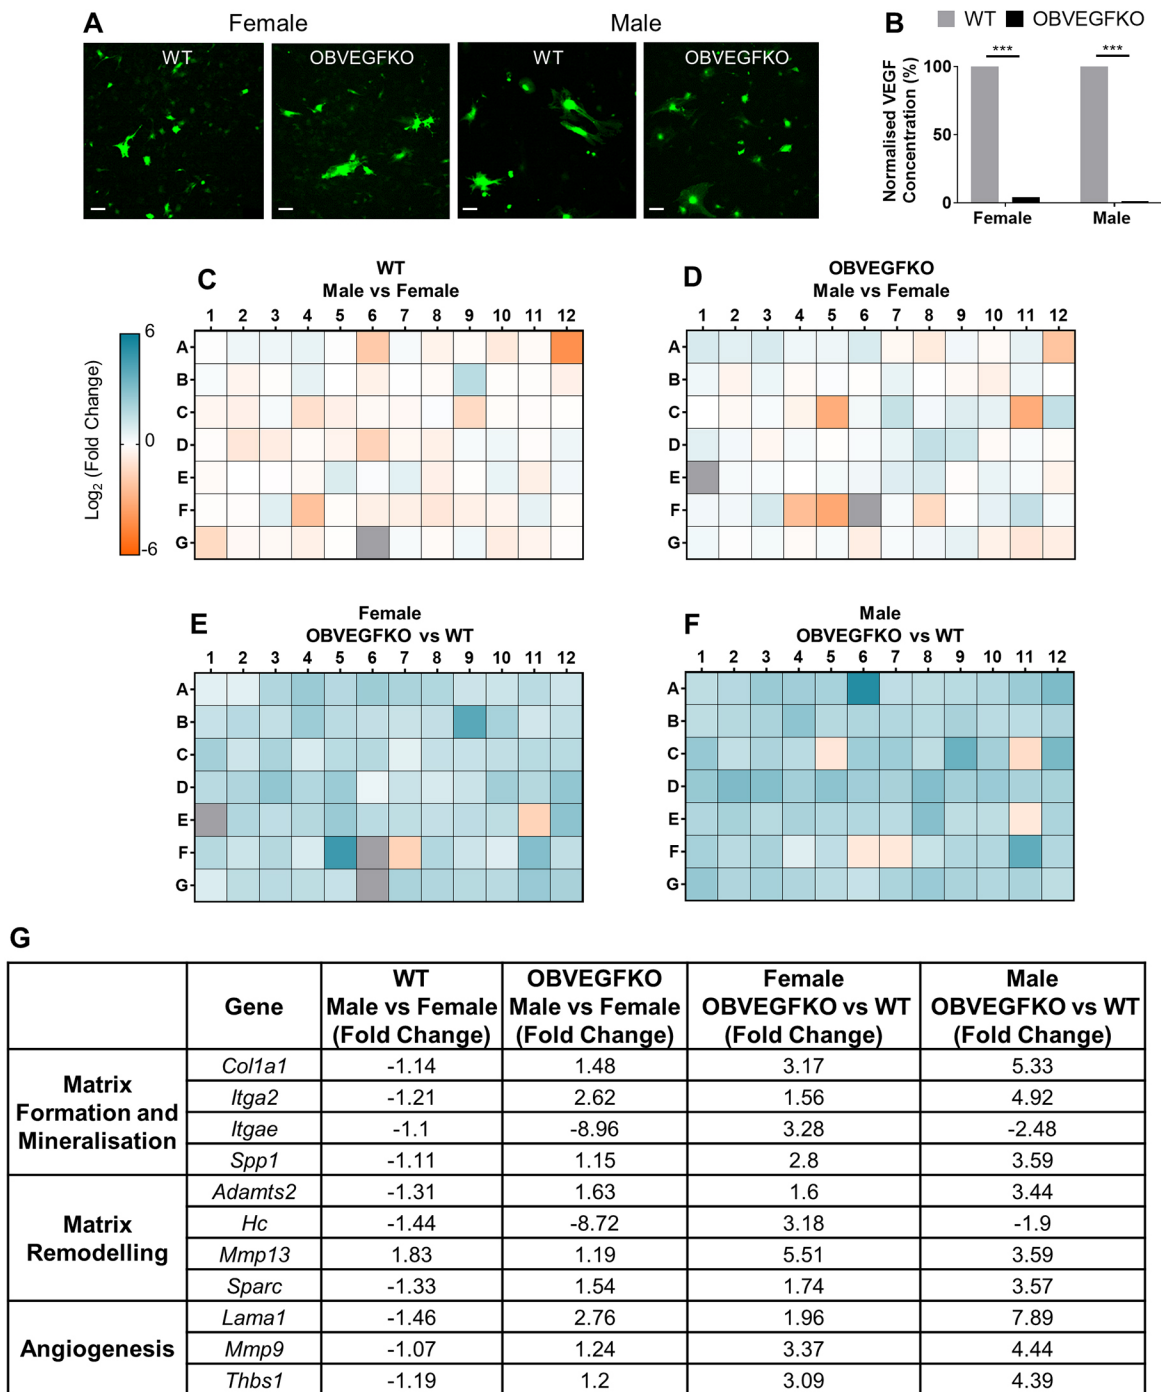 A
Female
Male
WT
OBVEGFKO
WT
OBVEGFKO
B
WT
OBVEGFKO
***
***
Normalised VEGF
Concentration (%)
100
50
0
Female
Male
C
WT
Male vs Female
1 2 3 4 5 6 7 8 9 10 11 12
A
B
C
D
E
F
G
6
0
-6
Log2 (Fold Change)
D
OBVEGFKO
Male vs Female
1 2 3 4 5 6 7 8 9 10 11 12
A
B
C
D
E
F
G
E
Female
OBVEGFKO vs WT
1 2 3 4 5 6 7 8 9 10 11 12
A
B
C
D
E
F
G
F
Male
OBVEGFKO vs WT
1 2 3 4 5 6 7 8 9 10 11 12
A
B
C
D
E
F
G
G
Gene
WT
Male vs Female
(Fold Change)
OBVEGFKO
Male vs Female
(Fold Change)
Female
OBVEGFKO vs WT
(Fold Change)
Male
OBVEGFKO vs WT
(Fold Change)
Matrix
Formation and
Mineralisation
Col1a1 -1.14 1.48 3.17 5.33
Itga2 -1.21 2.62 1.56 4.92
Itgae -1.1 -8.96 3.28 -2.48
Spp1 -1.11 1.15 2.8 3.59
Matrix
Remodelling
Adamts2 -1.31 1.63 1.6 3.44
Hc -1.44 -8.72 3.18 -1.9
Mmp13 1.83 1.19 5.51 3.59
Sparc -1.33 1.54 1.74 3.57
Angiogenesis
Lama1 -1.46 2.76 1.96 7.89
Mmp9 -1.07 1.24 3.37 4.44
Thbs1 -1.19 1.2 3.09 4.39